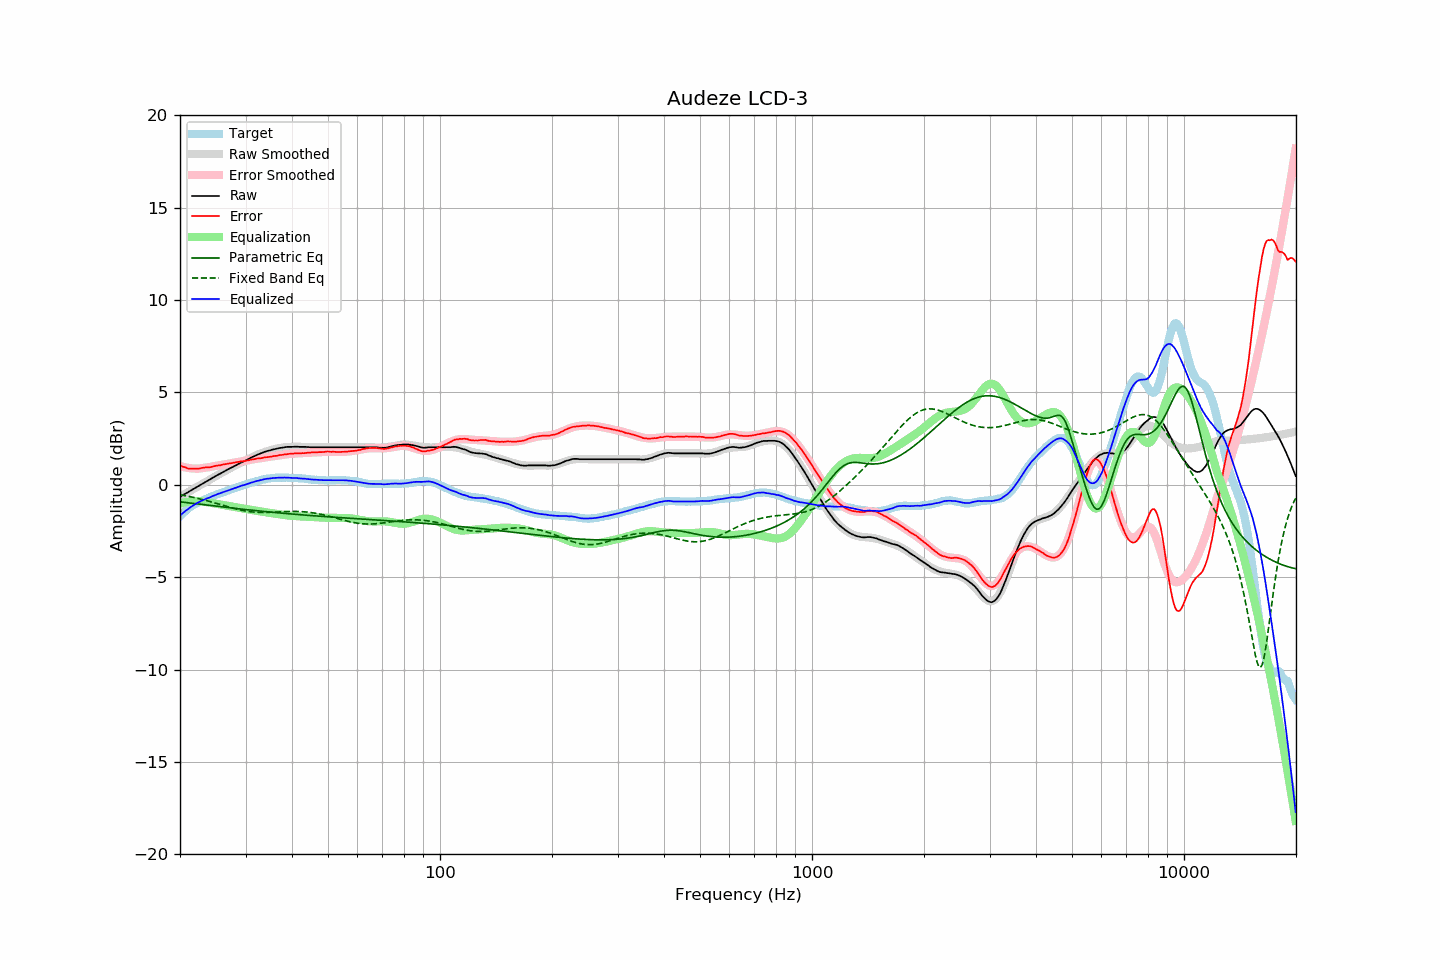 Audeze LCD-3
20
15
10
5
0
−5
−10
−15
−20
Amplitude (dBr)
Target
Raw Smoothed
Error Smoothed
Raw
Error
Equalization
Parametric Eq
Fixed Band Eq
Equalized
100
1000
10000
Frequency (Hz)